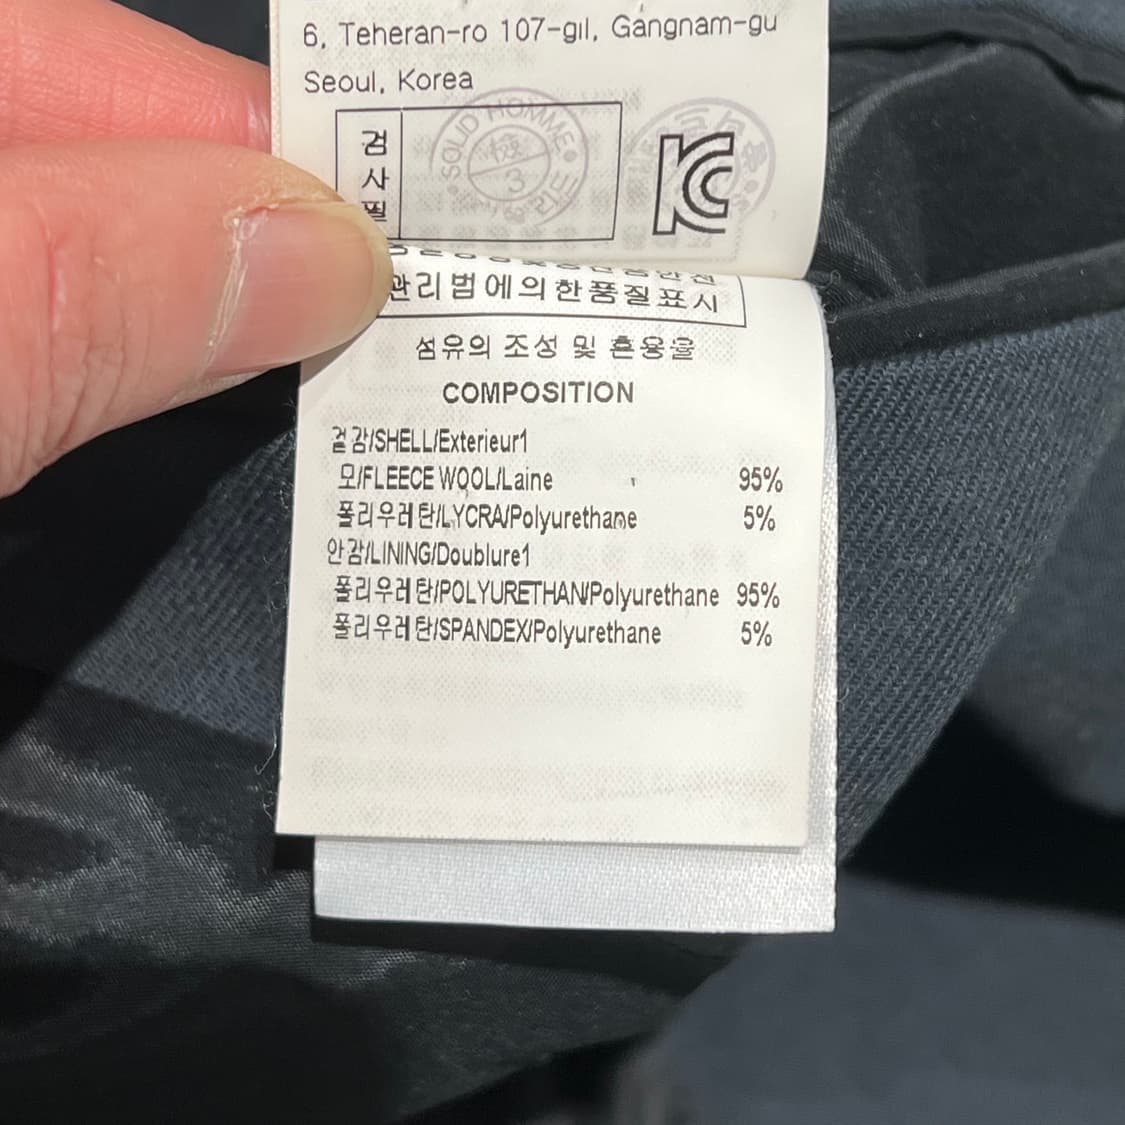 6, Teheran-ro 107-gil, Gangnam-gu
Seoul, Korea
검
사
필
SOLID HOMME
3
관리법에의한품질표시
섬유의 조성 및 혼용율
COMPOSITION
겉감/SHELL/Exterieur1
모/FLEECE WOOL/Laine 95%
폴리우레탄/LYCRA/Polyurethane 5%
안감/LINING/Doublure1
폴리우레탄/POLYURETHAN/Polyurethane 95%
폴리우레탄/SPANDEX/Polyurethane 5%